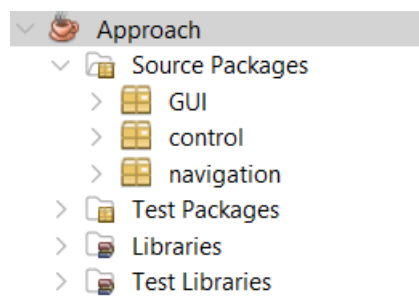 Approach
Source Packages
GUI
control
navigation
Test Packages
Libraries
Test Libraries